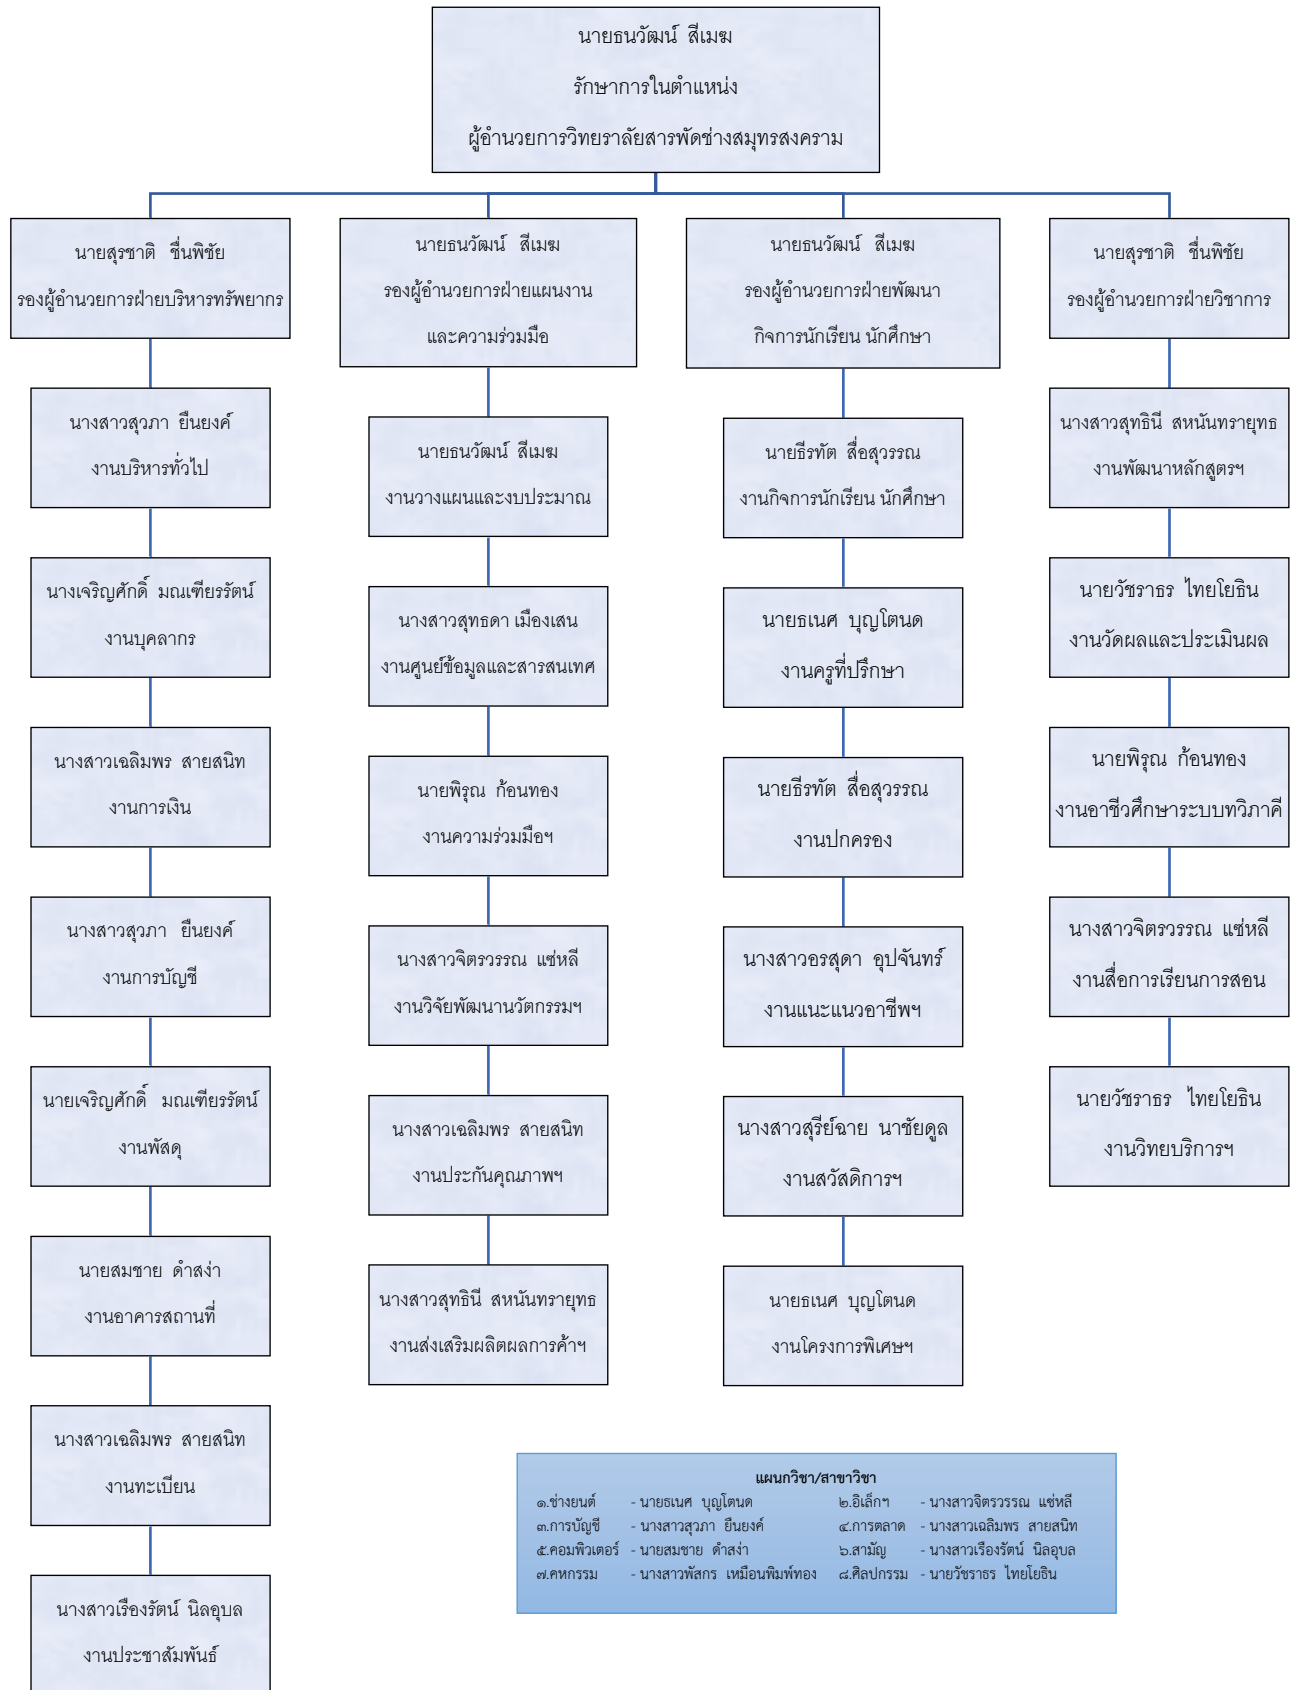 นายธนวัฒน์ สีเมฆ
รักษาการในตำแหน่ง
ผู้อำนวยการวิทยราลัยสารพัดช่างสมุทรสงคราม
นายสุรชาติ ชื่นพิชัย
รองผู้อำนวยการฝ่ายบริหารทรัพยากร
นางสาวสุวภา ยืนยงค์
งานบริหารทั่วไป
นางเจริญศักดิ์ มณเฑียรรัตน์
งานบุคลากร
นางสาวเฉลิมพร สายสนิท
งานการเงิน
นางสาวสุวภา ยืนยงค์
งานการบัญชี
นายเจริญศักดิ์ มณเฑียรรัตน์
งานพัสดุ
นายสมชาย ดำสง่า
งานอาคารสถานที่
นางสาวเฉลิมพร สายสนิท
งานทะเบียน
นางสาวเรืองรัตน์ นิลอุบล
งานประชาสัมพันธ์
นายธนวัฒน์ สีเมฆ
รองผู้อำนวยการฝ่ายแผนงาน
และความร่วมมือ
นายธนวัฒน์ สีเมฆ
งานวางแผนและงบประมาณ
นางสาวสุทธดา เมืองเสน
งานศูนย์ข้อมูลและสารสนเทศ
นายพิรุณ ก้อนทอง
งานความร่วมมือฯ
นางสาวจิตรวรรณ แซ่หลี
งานวิจัยพัฒนานวัตกรรมฯ
นางสาวเฉลิมพร สายสนิท
งานประกันคุณภาพฯ
นางสาวสุทธินี สหนันทรายุทธ
งานส่งเสริมผลิตผลการค้าฯ
นายธนวัฒน์ สีเมฆ
รองผู้อำนวยการฝ่ายพัฒนา
กิจการนักเรียน นักศึกษา
นายธีรทัต สื่อสุวรรณ
งานกิจการนักเรียน นักศึกษา
นายธเนศ บุญโตนด
งานครูที่ปรึกษา
นายธีรทัต สื่อสุวรรณ
งานปกครอง
นางสาวอรสุดา อุปจันทร์
งานแนะแนวอาชีพฯ
นางสาวสุรีย์ฉาย นาชัยดูล
งานสวัสดิการฯ
นายธเนศ บุญโตนด
งานโครงการพิเศษฯ
นายสุรชาติ ชื่นพิชัย
รองผู้อำนวยการฝ่ายวิชาการ
นางสาวสุทธินี สหนันทรายุทธ
งานพัฒนาหลักสูตรฯ
นายวัชราธร ไทยโยธิน
งานวัดผลและประเมินผล
นายพิรุณ ก้อนทอง
งานอาชีวศึกษาระบบทวิภาคี
นางสาวจิตรวรรณ แซ่หลี
งานสื่อการเรียนการสอน
นายวัชราธร ไทยโยธิน
งานวิทยบริการฯ
แผนกวิชา/สาขาวิชา
๑.ช่างยนต์ - นายธเนศ บุญโตนด ๒.อิเล็กฯ - นางสาวจิตรวรรณ แซ่หลี
๓.การบัญชี - นางสาวสุวภา ยืนยงค์ ๔.การตลาด - นางสาวเฉลิมพร สายสนิท
๕.คอมพิวเตอร์ - นายสมชาย ดำสง่า ๖.สามัญ - นางสาวเรืองรัตน์ นิลอุบล
๗.คหกรรม - นางสาวพัสกร เหมือนพิมพ์ทอง ๘.ศิลปกรรม - นายวัชราธร ไทยโยธิน